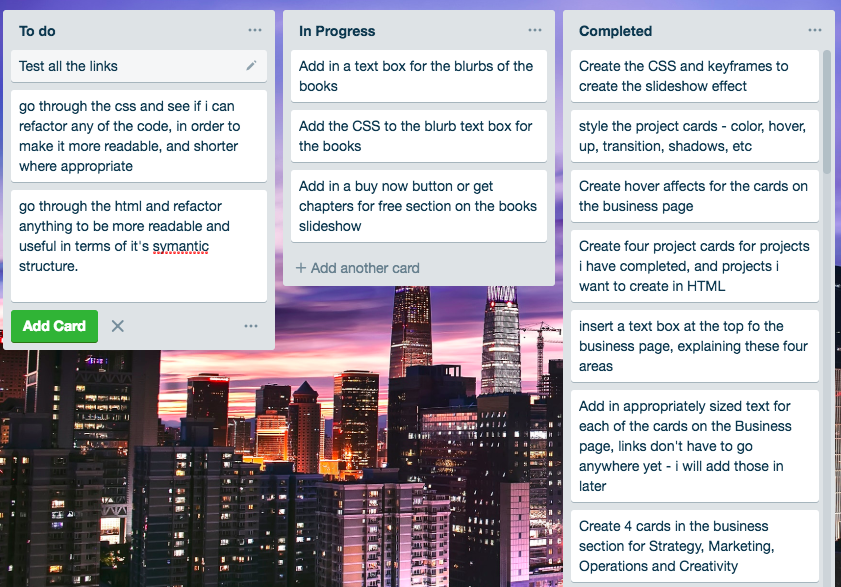 To do
Test all the links
go through the css and see if i can
refactor any of the code, in order to
make it more readable, and shorter
where appropriate
go through the html and refactor
anything to be more readable and
useful in terms of it's symantic
structure.
Add Card
In Progress
Add in a text box for the blurbs of the
books
Add the CSS to the blurb text box for
the books
Add in a buy now button or get
chapters for free section on the books
slideshow
+ Add another card
Completed
Create the CSS and keyframes to
create the slideshow effect
style the project cards - color, hover,
up, transition, shadows, etc
Create hover affects for the cards on
the business page
Create four project cards for projects
i have completed, and projects i
want to create in HTML
insert a text box at the top fo the
business page, explaining these four
areas
Add in appropriately sized text for
each of the cards on the Business
page, links don't have to go
anywhere yet - i will add those in
later
Create 4 cards in the business
section for Strategy, Marketing,
Operations and Creativity